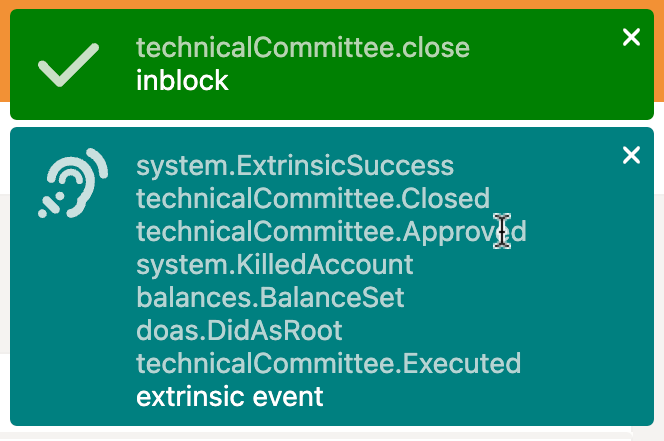 technicalCommittee.close
inblock
system.ExtrinsicSuccess
technicalCommittee.Closed
technicalCommittee.Approved
system.KilledAccount
balances.BalanceSet
doas.DidAsRoot
technicalCommittee.Executed
extrinsic event